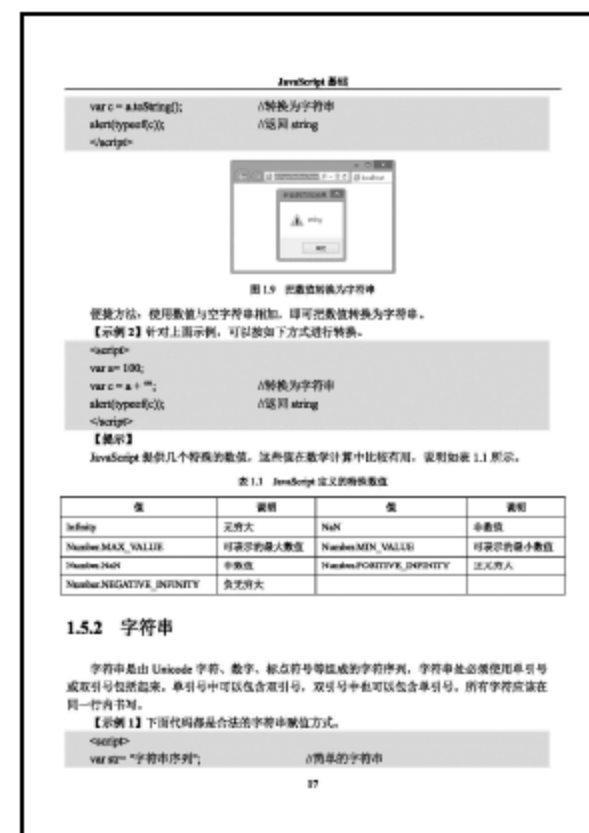 JavaScript 基础
var c = a.toString(); //转换为字符串
alert(typeof(c)); //返回 string
</script>
string
确定
图 1.9 把数值转换为字符串
便捷方法：使用数值与空字符串相加，即可把数值转换为字符串。
【示例 2】针对上面示例，可以按如下方式进行转换。
<script>
var a= 100;
var c = a + ""; //转换为字符串
alert(typeof(c)); //返回 string
</script>
【提示】
JavaScript 提供几个特殊的数值，这些值在数学计算中比较有用，说明如表 1.1 所示。
表 1.1 JavaScript 定义的特殊数值
值 说明 值 说明
Infinity 无穷大 NaN 非数值
Number.MAX_VALUE 可表示的最大数值 Number.MIN_VALUE 可表示的最小数值
Number.NaN 非数值 Number.POSITIVE_INFINITY 正无穷大
Number.NEGATIVE_INFINITY 负无穷大
1.5.2 字符串
字符串是由 Unicode 字符、数字、标点符号等组成的字符序列，字符串必须使用单引号
或双引号包括起来。单引号中可以包含双引号，双引号中也可以包含单引号。所有字符应该在
同一行内书写。
【示例 1】下面代码都是合法的字符串赋值方式。
<script>
var str= "字符串序列"; //简单的字符串
17